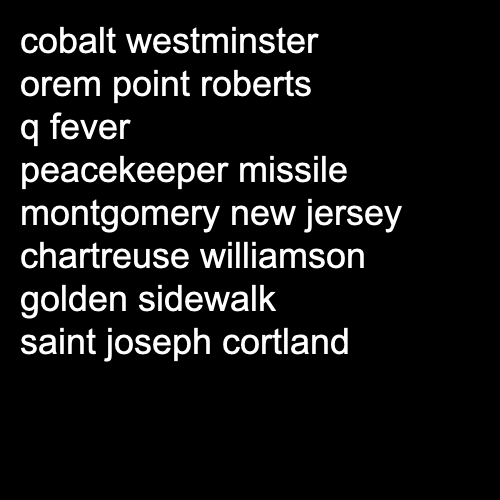 cobalt westminster
orem point roberts
q fever
peacekeeper missile
montgomery new jersey
chartreuse williamson
golden sidewalk
saint joseph cortland